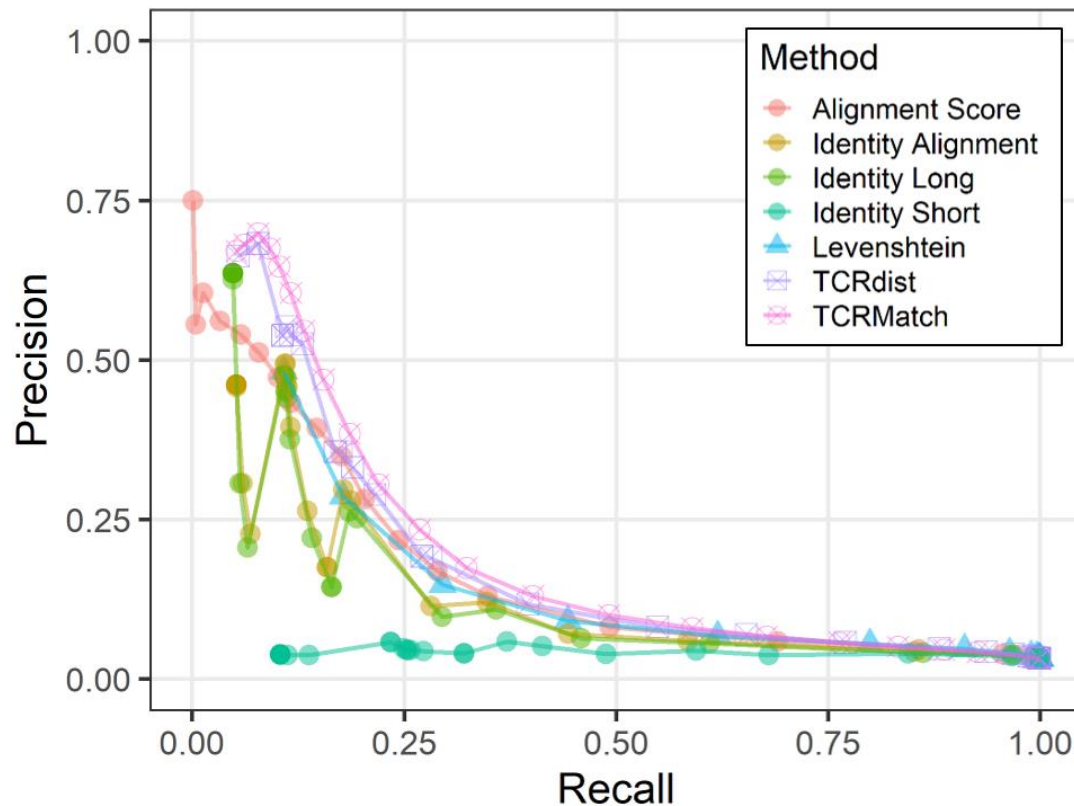 1.00
0.75
0.50
0.25
0.00
Precision
Method
Alignment Score
Identity Alignment
Identity Long
Identity Short
Levenshtein
TCRdist
TCRMatch
0.00 0.25 0.50 0.75 1.00
Recall